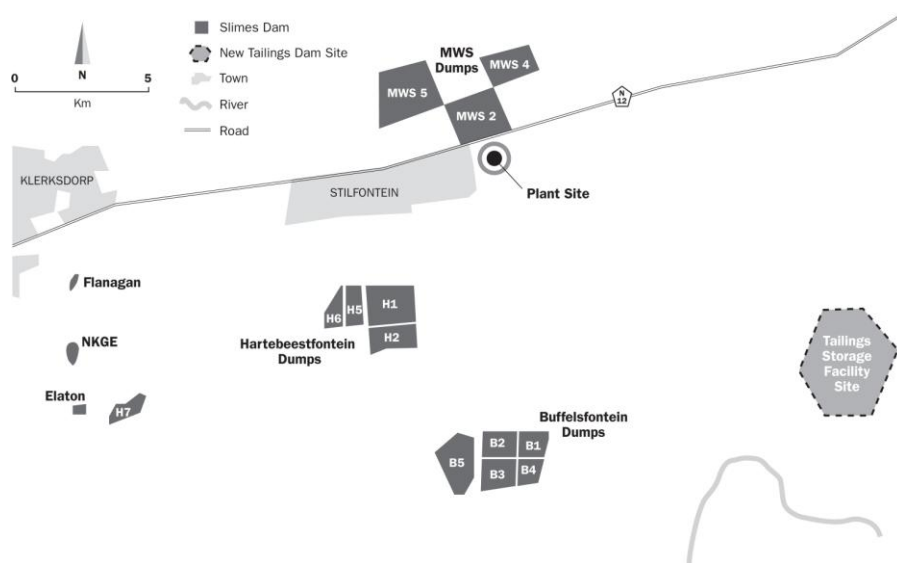 N
0
5
Km
Slimes Dam
New Tailings Dam Site
Town
River
Road
MWS
Dumps
MWS 4
MWS 5
MWS 2
N
12
KLERKSDORP
STILFONTEIN
Plant Site
Flanagan
NKGE
Elaton
H7
H6
H5
H1
H2
Hartebeestfontein
Dumps
Tailings
Storage
Facility
Site
Buffelsfontein
Dumps
B5
B2
B1
B3
B4